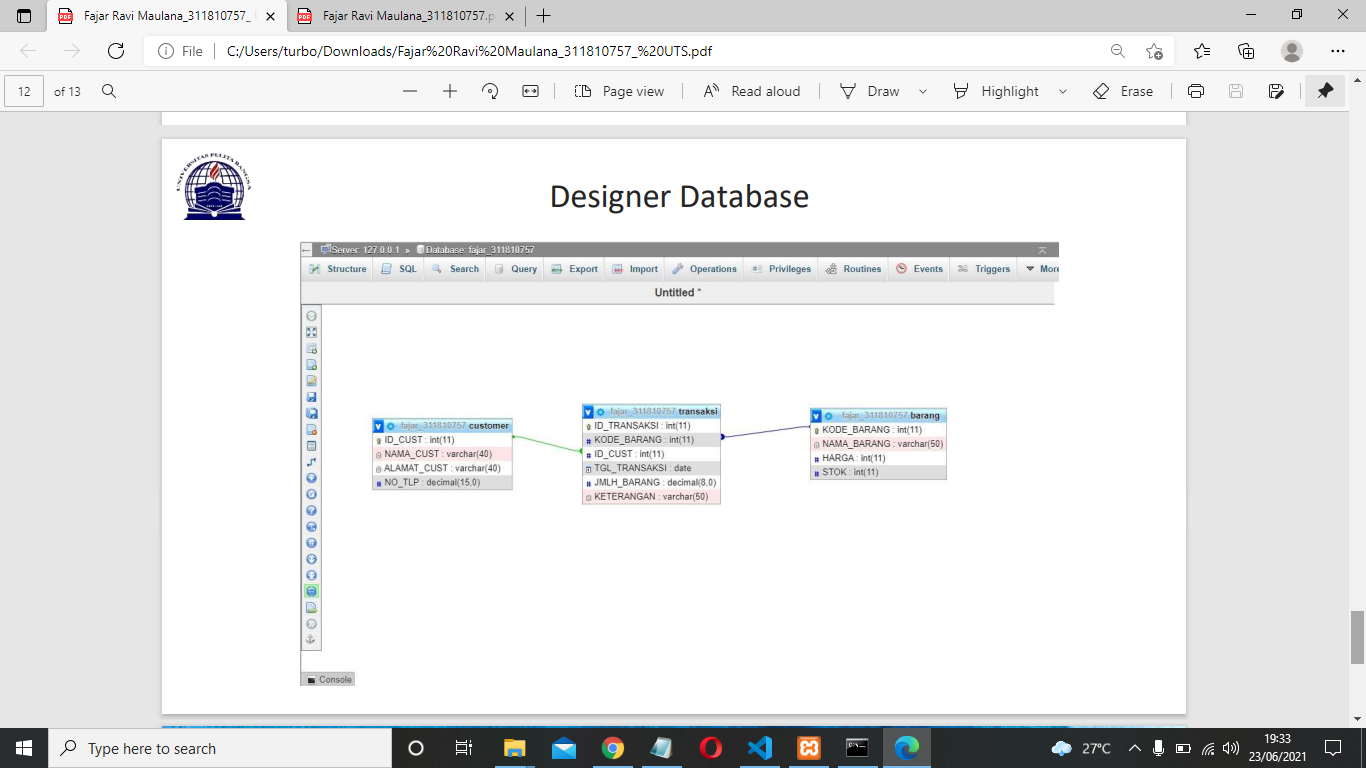 Fajar Ravi Maulana_311810757_
Fajar Ravi Maulana_311810757.p
File
C:/Users/turbo/Downloads/Fajar%20Ravi%20Maulana_311810757_%20UTS.pdf
12 of 13
Page view
Read aloud
Draw
Highlight
Erase
UNIVERSITAS PELITA BANGSA
Designer Database
Server: 127.0.0.1 » Database: fajar_311810757
Structure SQL Search Query Export Import Operations Privileges Routines Events Triggers More
Untitled *
fajar_311810757 customer
ID_CUST : int(11)
NAMA_CUST : varchar(40)
ALAMAT_CUST : varchar(40)
NO_TLP : decimal(15,0)
fajar_311810757 transaksi
ID_TRANSAKSI : int(11)
KODE_BARANG : int(11)
ID_CUST : int(11)
TGL_TRANSAKSI : date
JMLH_BARANG : decimal(8,0)
KETERANGAN : varchar(50)
fajar_311810757 barang
KODE_BARANG : int(11)
NAMA_BARANG : varchar(50)
HARGA : int(11)
STOK : int(11)
Console
Type here to search
27°C
19:33
23/06/2021